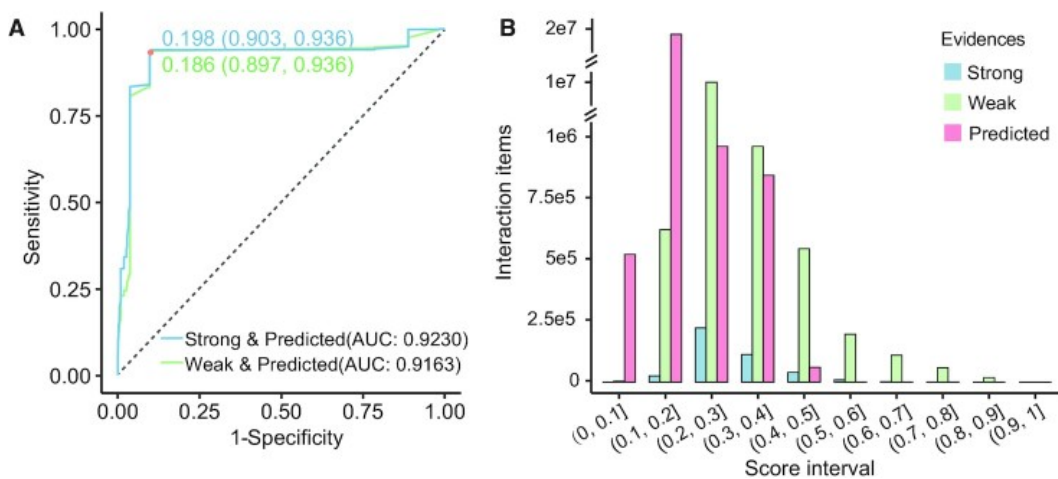 A
1.00
0.75
0.50
0.25
0.00
Sensitivity
0.198 (0.903, 0.936)
0.186 (0.897, 0.936)
Strong & Predicted(AUC: 0.9230)
Weak & Predicted(AUC: 0.9163)
0.00 0.25 0.50 0.75 1.00
1-Specificity
B
2e7
1e7
1e6
7.5e5
5e5
2.5e5
0
Interaction items
Evidences
Strong
Weak
Predicted
(0, 0.1] (0.1, 0.2] (0.2, 0.3] (0.3, 0.4] (0.4, 0.5] (0.5, 0.6] (0.6, 0.7] (0.7, 0.8] (0.8, 0.9] (0.9, 1]
Score interval